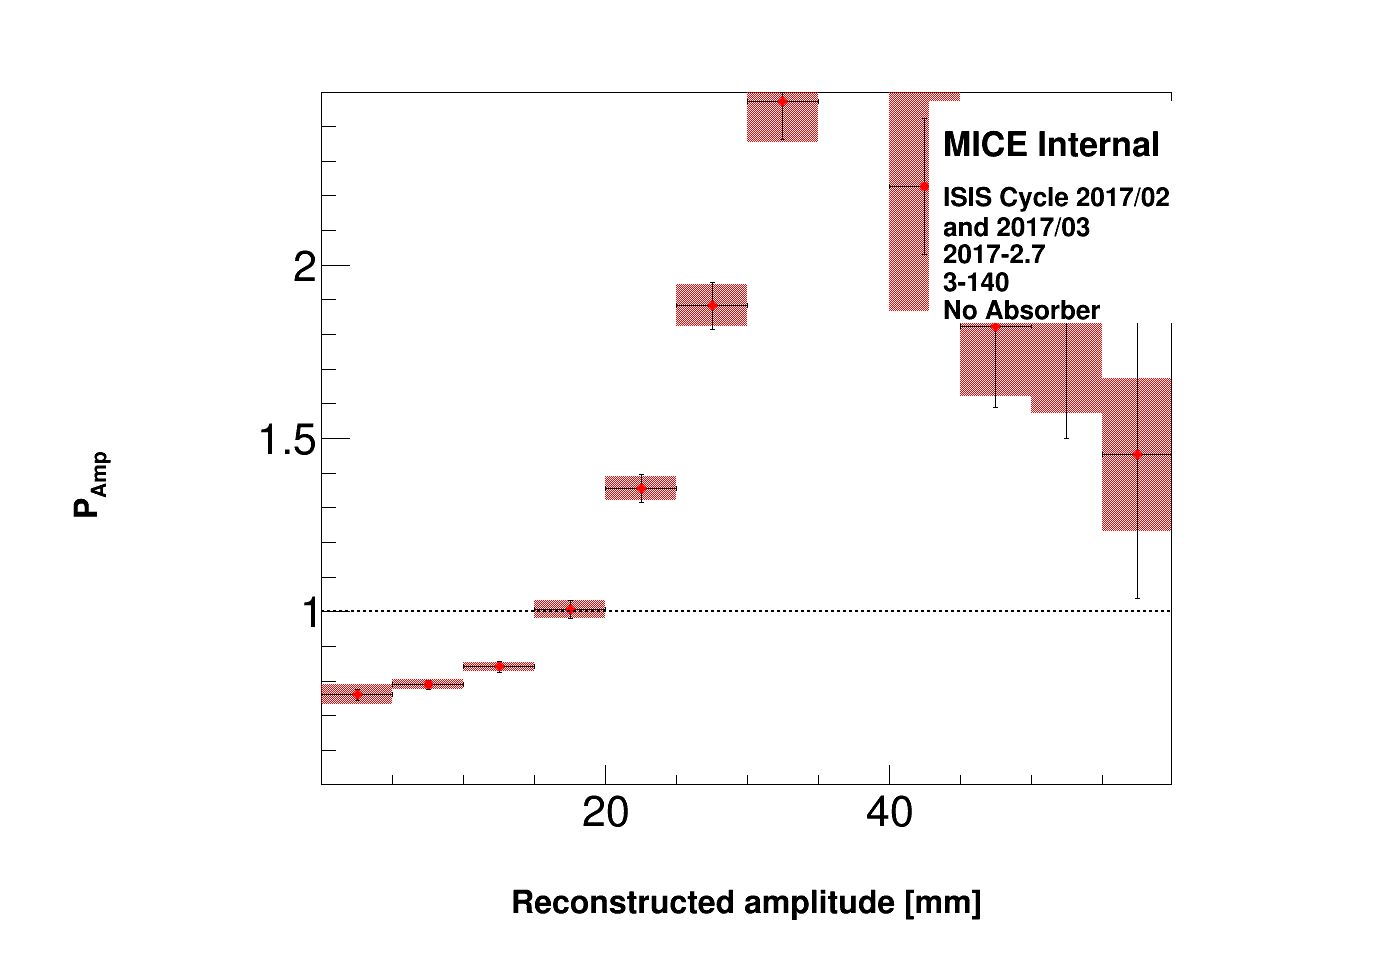 MICE Internal
ISIS Cycle 2017/02
and 2017/03
2017-2.7
3-140
No Absorber
2
1.5
1
P_Amp
20 40
Reconstructed amplitude [mm]